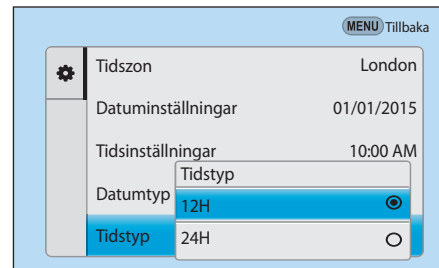 MENU Tillbaka
Tidszon London
Datuminställningar 01/01/2015
Tidsinställningar 10:00 AM
Tidstyp
Datumtyp
12H
Tidstyp
24H